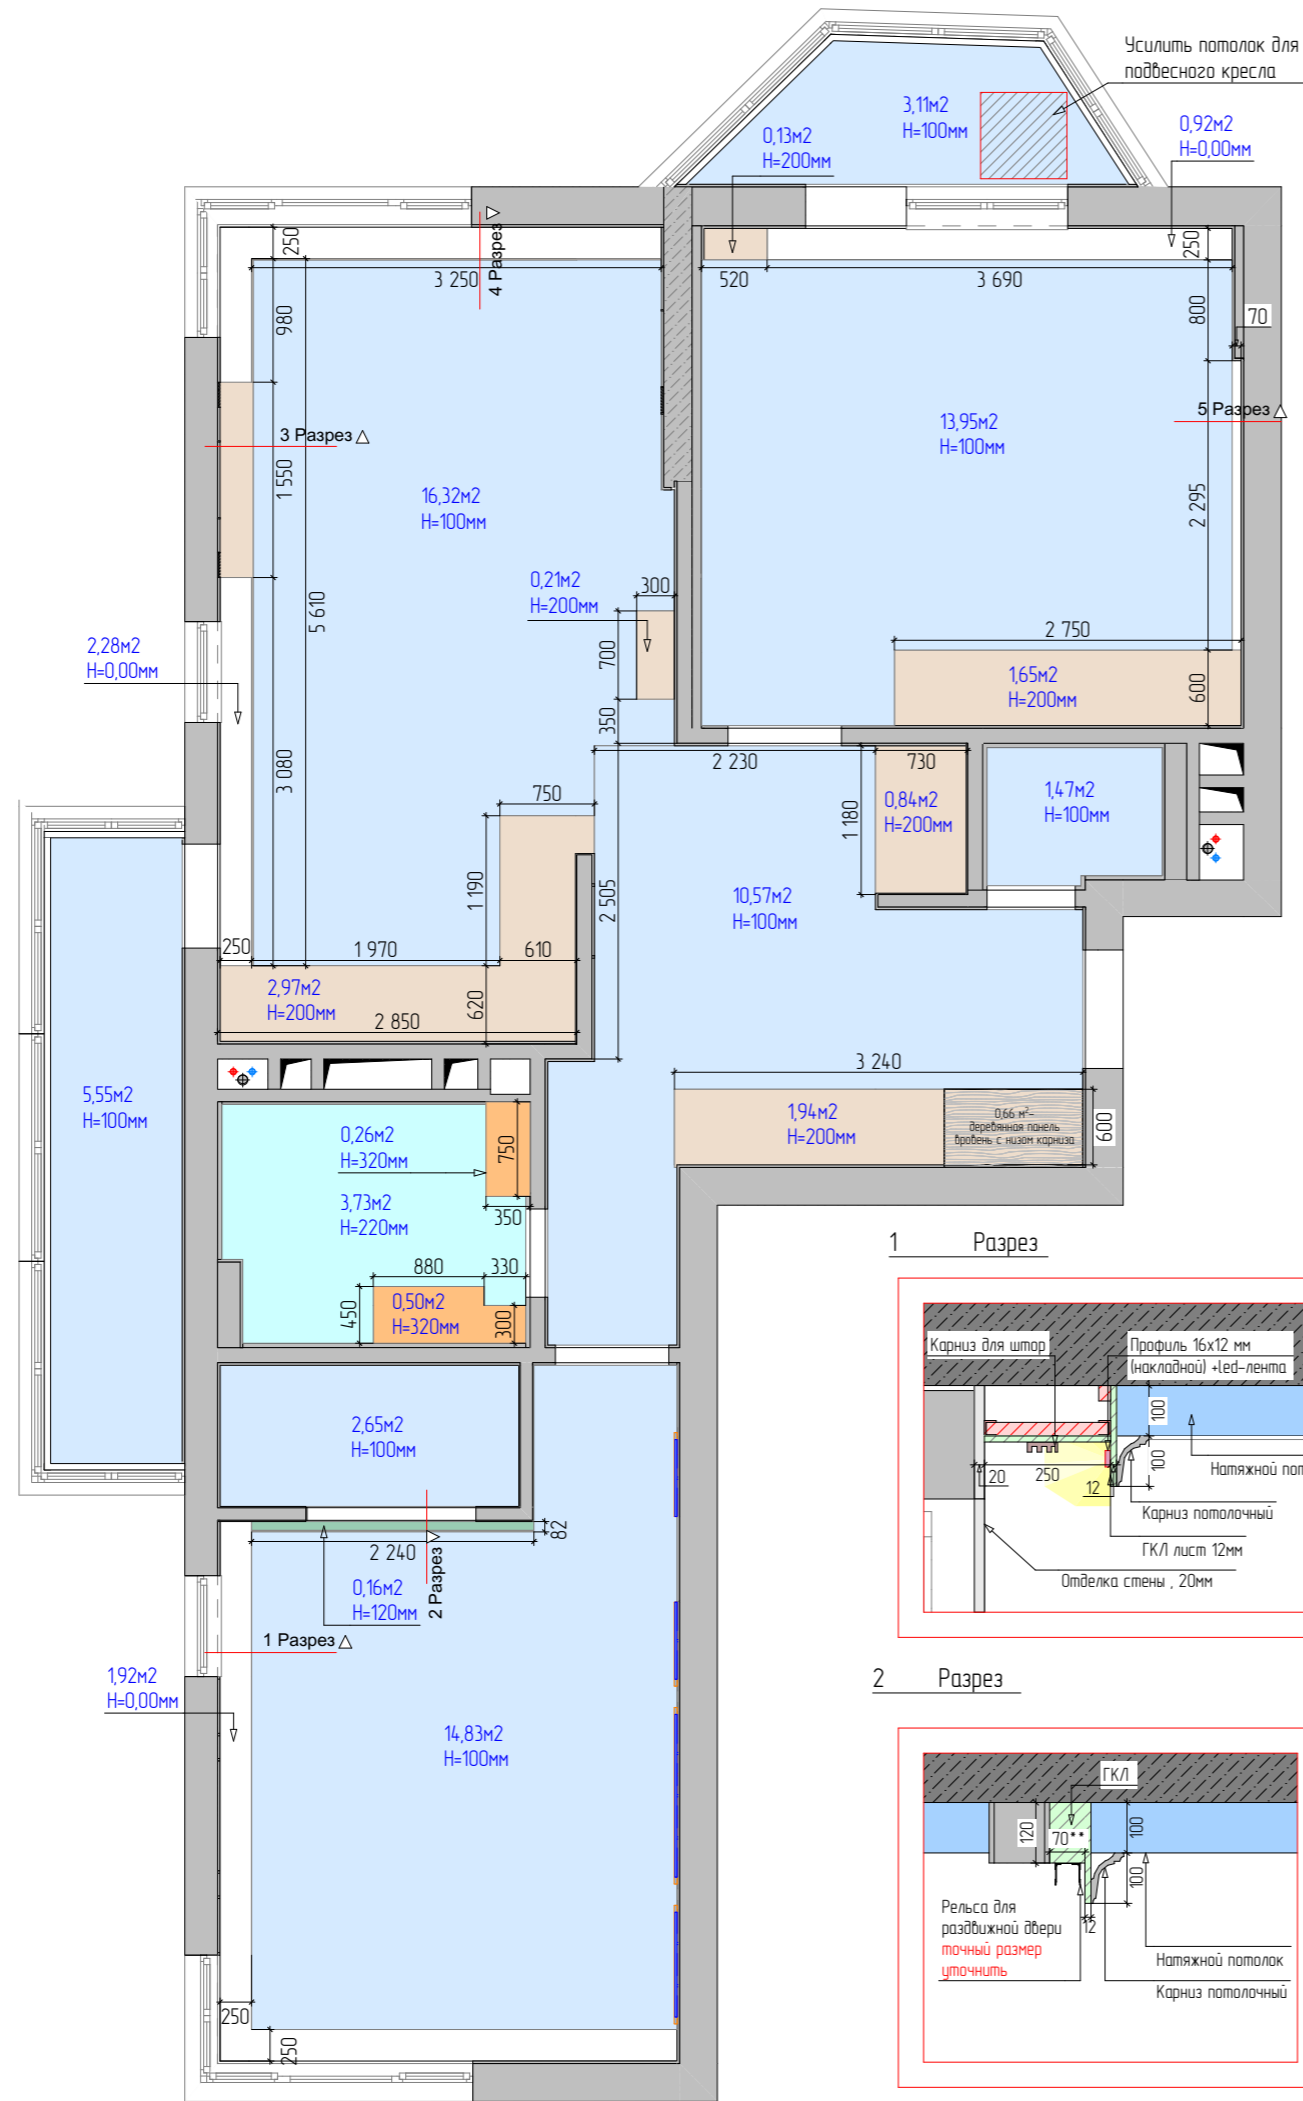 Усилить потолок для
подвесного кресла
3,11м2
H=100мм
0,13м2
H=200мм
0,92м2
H=0,00мм
250
3 250
4 Разрез
520
3 690
250
980
800
70
3 Разрез
5 Разрез
13,95м2
H=100мм
1 550
16,32м2
H=100мм
2 295
0,21м2
H=200мм
300
5 610
700
2 750
2,28м2
H=0,00мм
1,65м2
H=200мм
600
350
3 080
2 230
730
750
1 180
0,84м2
H=200мм
1,47м2
H=100мм
1 190
2 505
10,57м2
H=100мм
250
1 970
610
2,97м2
H=200мм
620
2 850
3 240
5,55м2
H=100мм
1,94м2
H=200мм
0,66 м²-
деревянная панель
вровень с низом карниза
600
0,26м2
H=320мм
750
3,73м2
H=220мм
350
880
330
450
0,50м2
H=320мм
300
1 Разрез
Карниз для штор
Профиль 16х12 мм
(накладной) +led-лента
100
100
20
250
12
Натяжной пот
Карниз потолочный
ГКЛ лист 12мм
Отделка стены , 20мм
2,65м2
H=100мм
82
2 240
0,16м2
H=120мм
2 Разрез
1 Разрез
1,92м2
H=0,00мм
14,83м2
H=100мм
250
250
2 Разрез
ГКЛ
120
70**
100
100
12
Рельса для
раздвижной двери
точный размер
уточнить
Натяжной потолок
Карниз потолочный